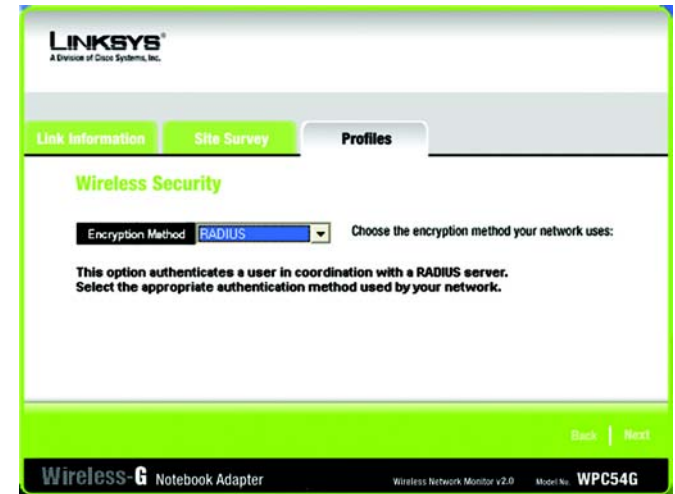 LINKSYS®
A Division of Cisco Systems, Inc.
Link Information
Site Survey
Profiles
Wireless Security
Encryption Method RADIUS Choose the encryption method your network uses:
This option authenticates a user in coordination with a RADIUS server.
Select the appropriate authentication method used by your network.
Back | Next
Wireless-G Notebook Adapter Wireless Network Monitor v2.0 Model No. WPC54G